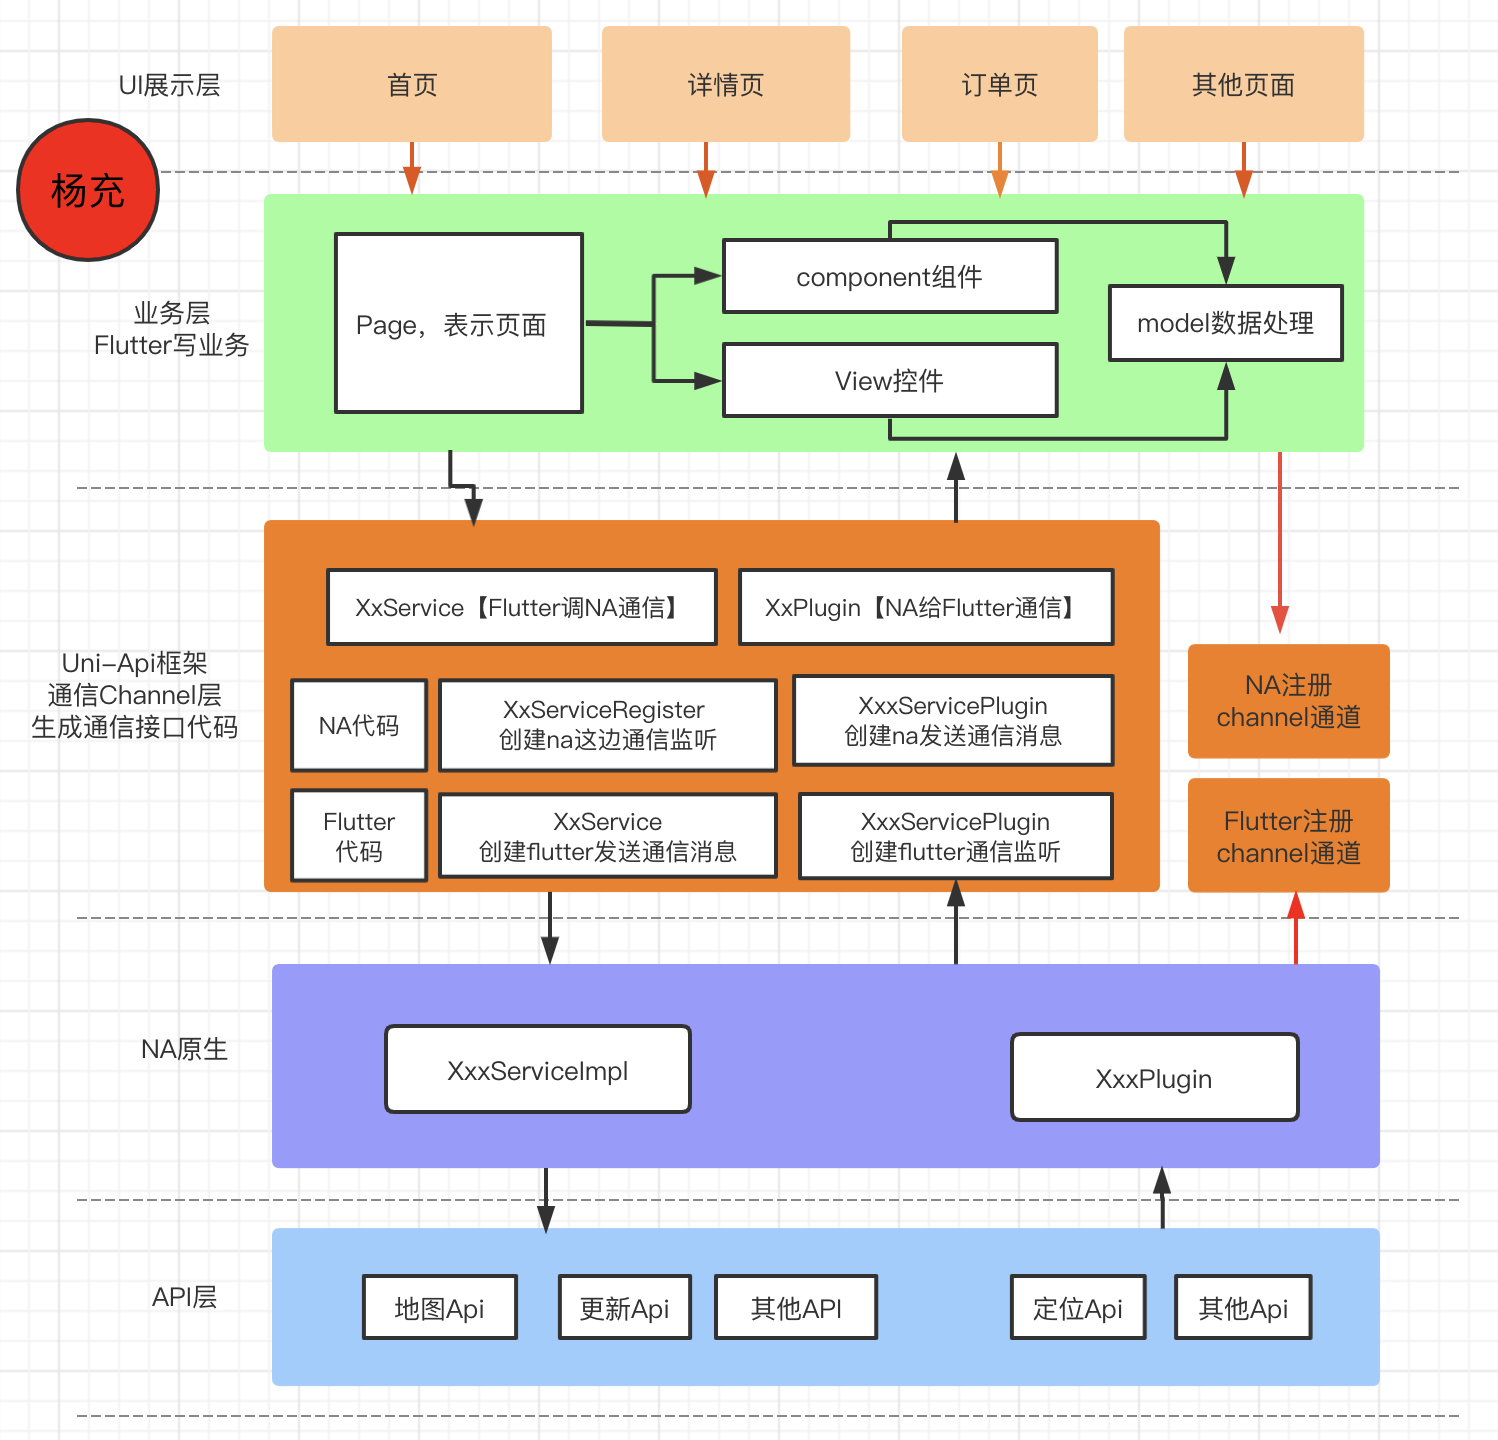 UI展示层
首页
详情页
订单页
其他页面
杨充
业务层
Flutter写业务
Page，表示页面
component组件
View控件
model数据处理
Uni-Api框架
通信Channel层
生成通信接口代码
XxService【Flutter调NA通信】
XxPlugin【NA给Flutter通信】
NA代码
XxServiceRegister
创建na这边通信监听
XxxServicePlugin
创建na发送通信消息
Flutter
代码
XxService
创建flutter发送通信消息
XxxServicePlugin
创建flutter通信监听
NA注册
channel通道
Flutter注册
channel通道
NA原生
XxxServiceImpl
XxxPlugin
API层
地图Api
更新Api
其他API
定位Api
其他Api